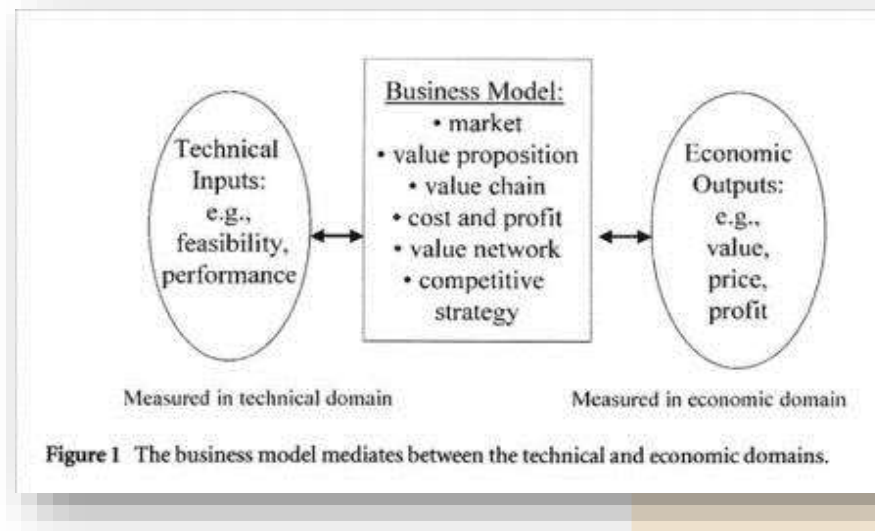 Technical
Inputs:
e.g.,
feasibility,
performance
Business Model:
• market
• value proposition
• value chain
• cost and profit
• value network
• competitive
strategy
Economic
Outputs:
e.g.,
value,
price,
profit
Measured in technical domain
Measured in economic domain
Figure 1 The business model mediates between the technical and economic domains.